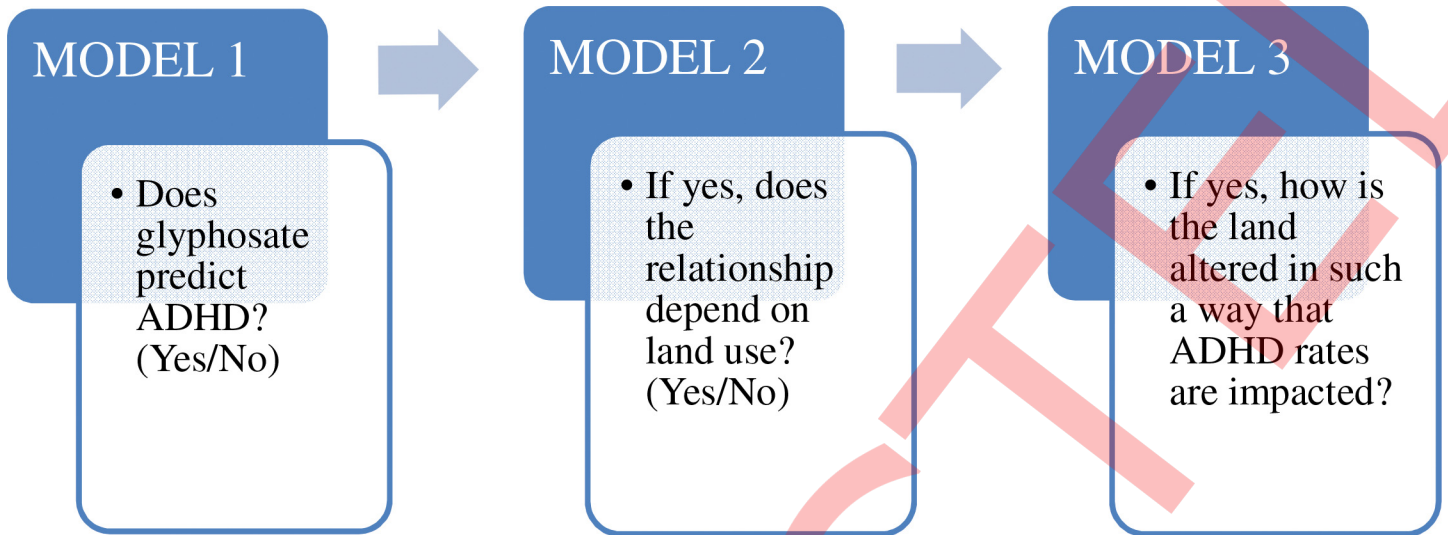 MODEL 1
• Does
glyphosate
predict
ADHD?
(Yes/No)
MODEL 2
• If yes, does
the
relationship
depend on
land use?
(Yes/No)
MODEL 3
• If yes, how is
the land
altered in such
a way that
ADHD rates
are impacted?